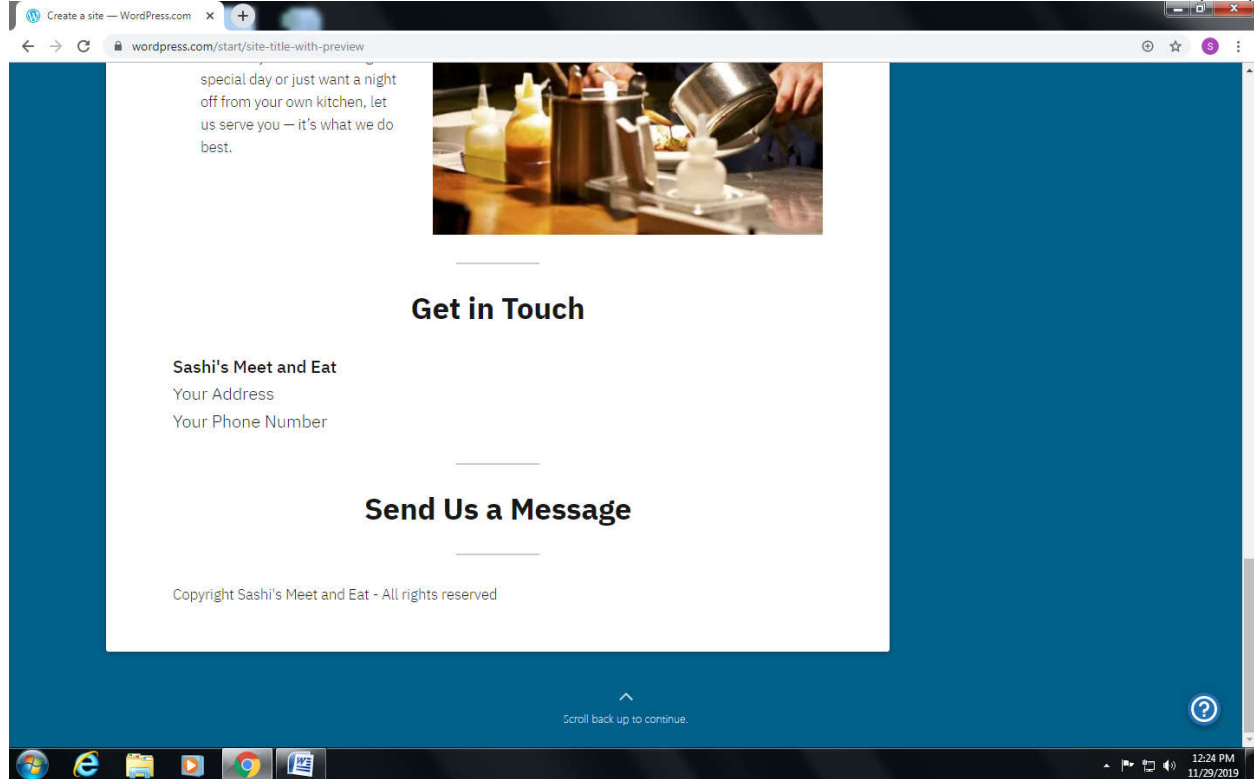 Create a site — WordPress.com
wordpress.com/start/site-title-with-preview
S
special day or just want a night
off from your own kitchen, let
us serve you — it's what we do
best.
Get in Touch
Sashi's Meet and Eat
Your Address
Your Phone Number
Send Us a Message
Copyright Sashi's Meet and Eat - All rights reserved
Scroll back up to continue.
12:24 PM
11/29/2019